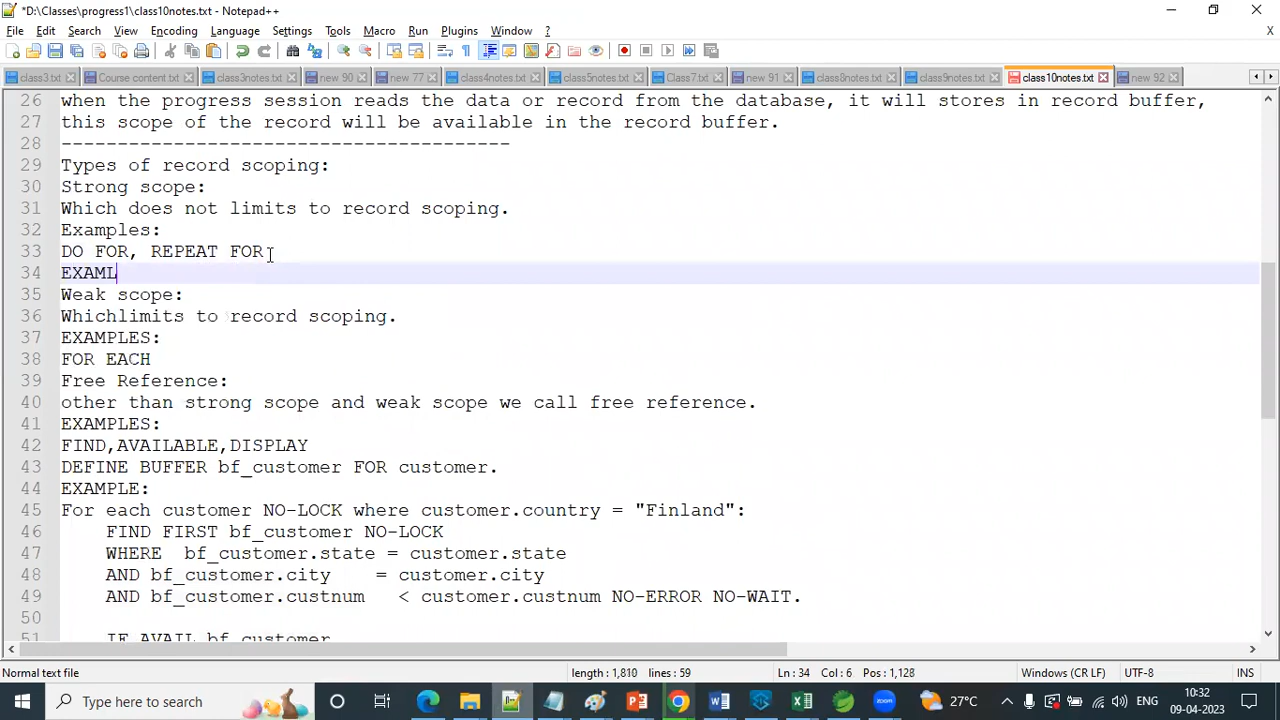 *D:\Classes\progress1\class10notes.txt - Notepad++
File Edit Search View Encoding Language Settings Tools Macro Run Plugins Window ? X
class3.txt Course content.txt class3notes.txt new 90 new 77 class4notes.txt class5notes.txt Class7.txt new 91 class8notes.txt class9notes.txt class10notes.txt new 92
26 when the progress session reads the data or record from the database, it will stores in record buffer,
27 this scope of the record will be available in the record buffer.
28 ----------------------------------------
29 Types of record scoping:
30 Strong scope:
31 Which does not limits to record scoping.
32 Examples:
33 DO FOR, REPEAT FOR
34 EXAML
35 Weak scope:
36 Whichlimits to record scoping.
37 EXAMPLES:
38 FOR EACH
39 Free Reference:
40 other than strong scope and weak scope we call free reference.
41 EXAMPLES:
42 FIND,AVAILABLE,DISPLAY
43 DEFINE BUFFER bf_customer FOR customer.
44 EXAMPLE:
45 For each customer NO-LOCK where customer.country = "Finland":
46 FIND FIRST bf_customer NO-LOCK
47 WHERE bf_customer.state = customer.state
48 AND bf_customer.city = customer.city
49 AND bf_customer.custnum < customer.custnum NO-ERROR NO-WAIT.
50
51 IF AVAIL bf_customer
Normal text file length : 1,810 lines : 59 Ln : 34 Col : 6 Pos : 1,128 Windows (CR LF) UTF-8 INS
Type here to search 27°C ENG 10:32
09-04-2023